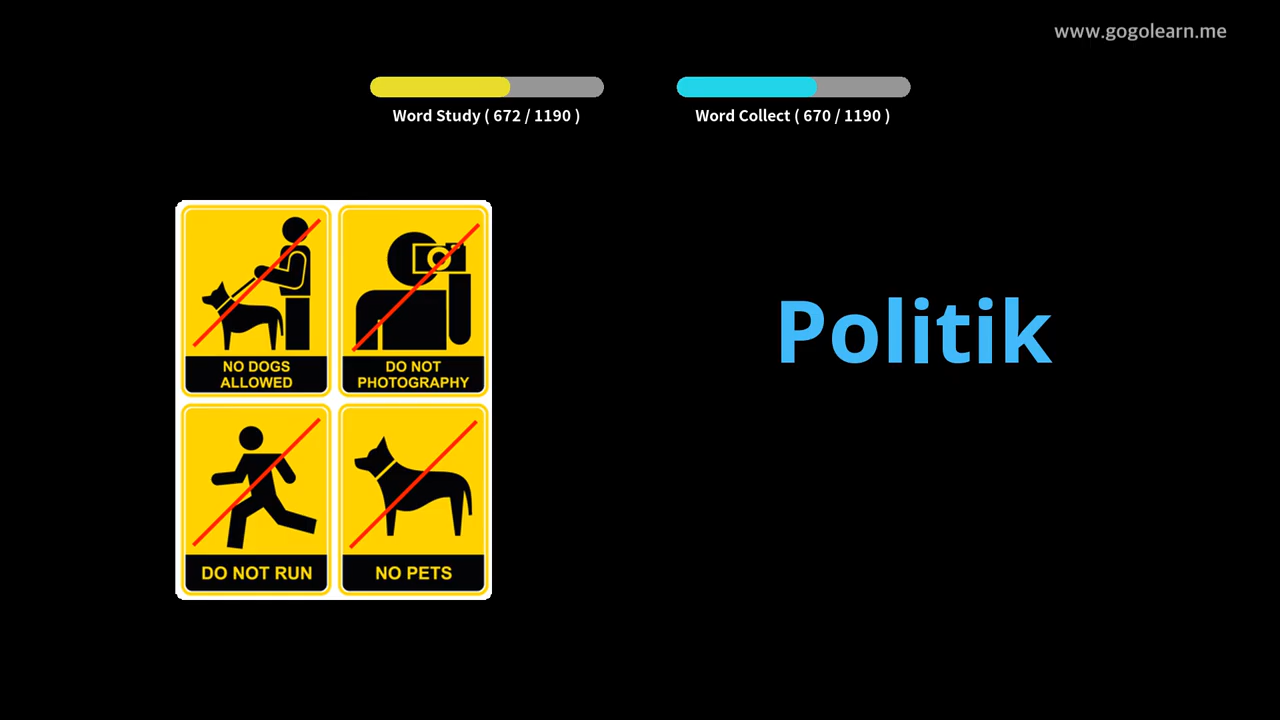 www.gogolearn.me
Word Study ( 672 / 1190 )
Word Collect ( 670 / 1190 )
NO DOGS
ALLOWED
DO NOT
PHOTOGRAPHY
Politik
DO NOT RUN
NO PETS